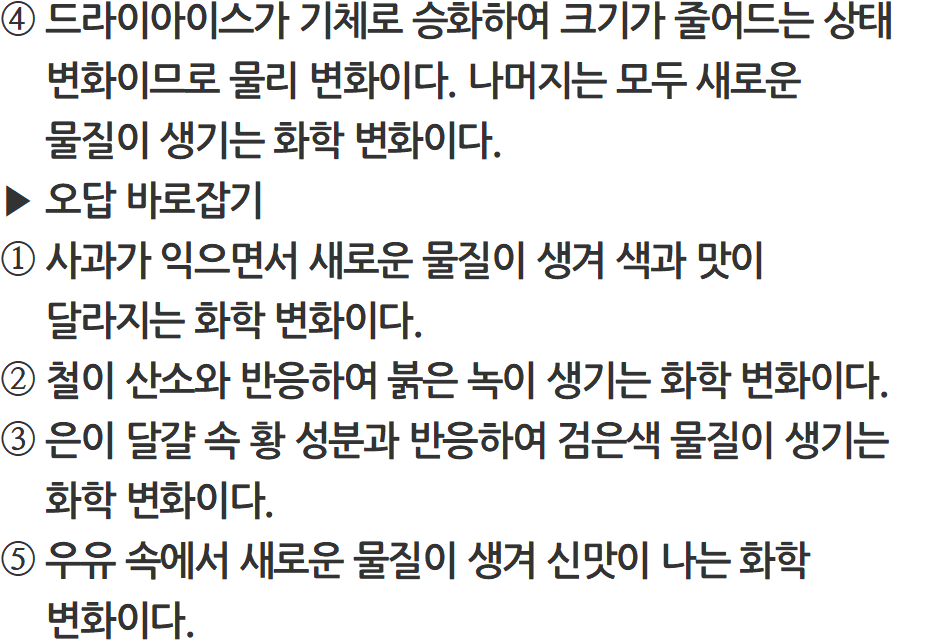 ④ 드라이아이스가 기체로 승화하여 크기가 줄어드는 상태
변화이므로 물리 변화이다. 나머지는 모두 새로운
물질이 생기는 화학 변화이다.
▶ 오답 바로잡기
① 사과가 익으면서 새로운 물질이 생겨 색과 맛이
달라지는 화학 변화이다.
② 철이 산소와 반응하여 붉은 녹이 생기는 화학 변화이다.
③ 은이 달걀 속 황 성분과 반응하여 검은색 물질이 생기는
화학 변화이다.
⑤ 우유 속에서 새로운 물질이 생겨 신맛이 나는 화학
변화이다.